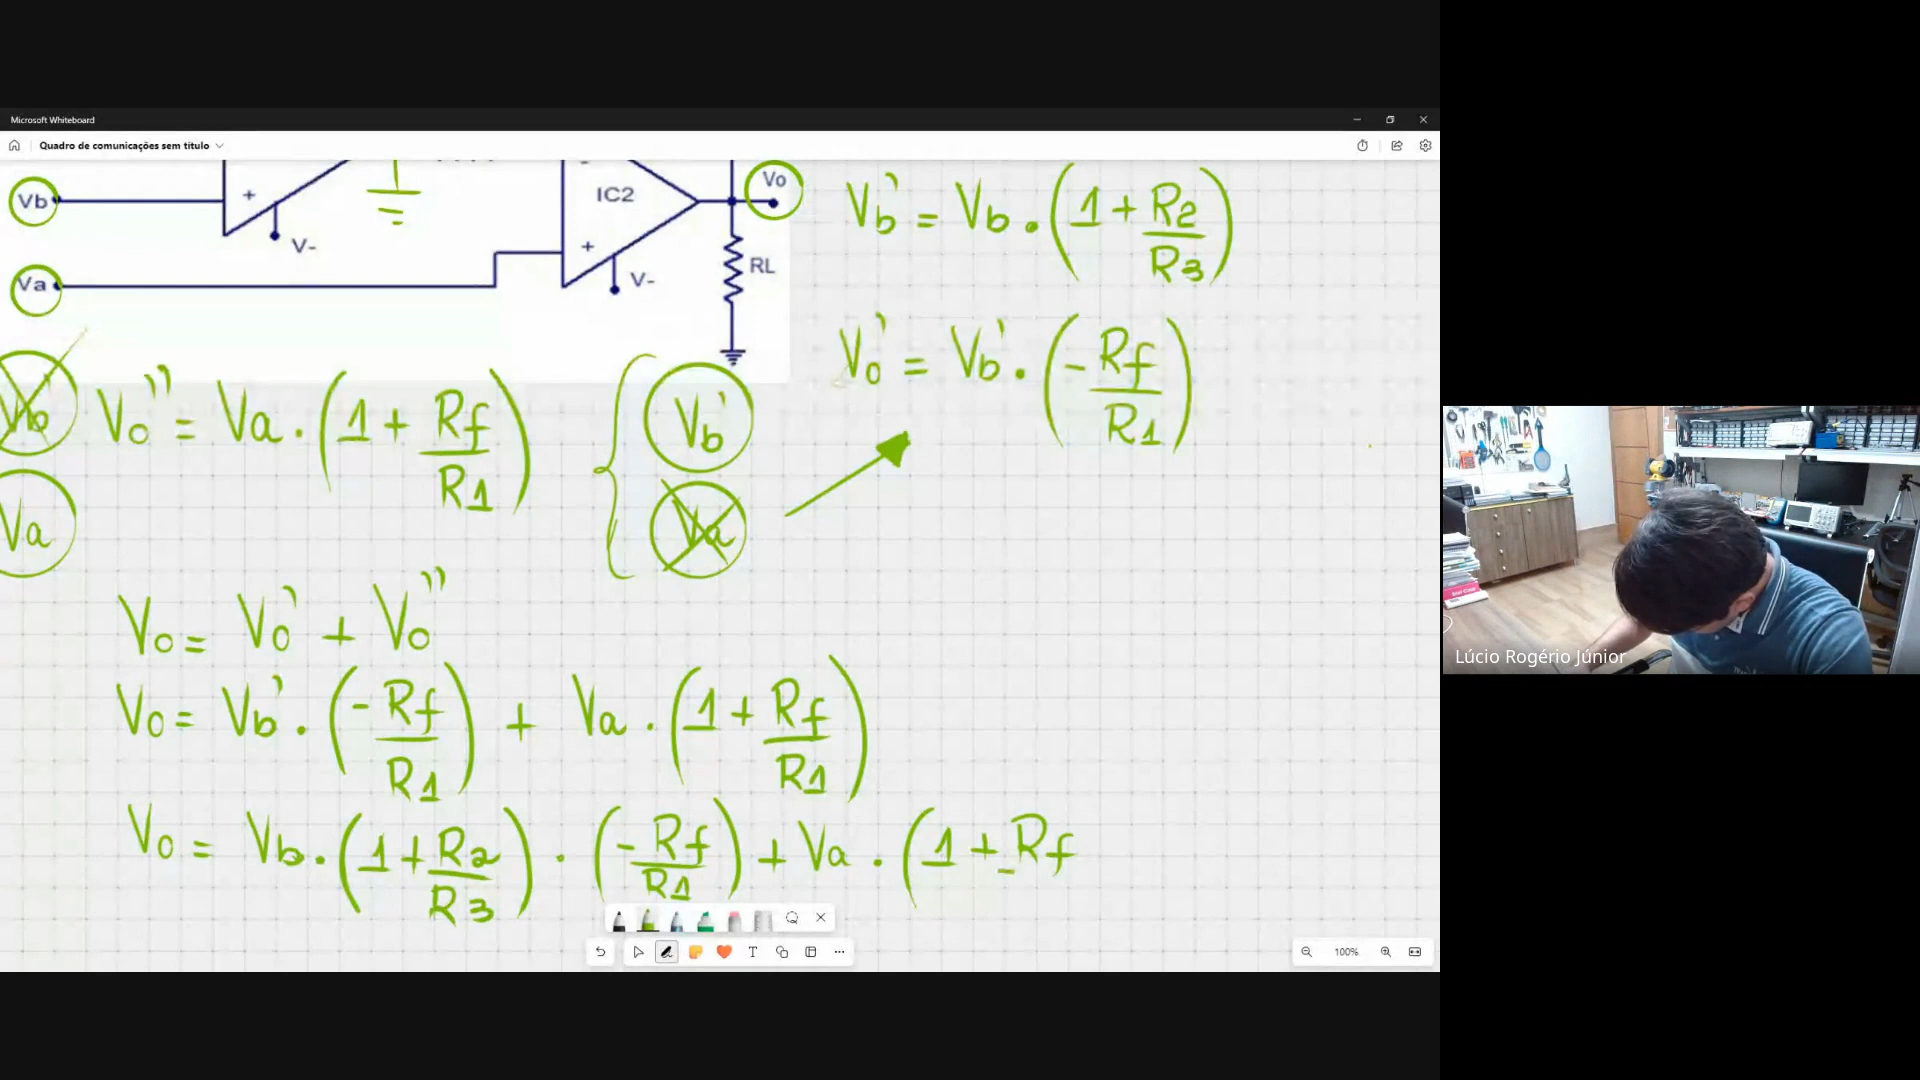 Microsoft Whiteboard
Quadro de comunicações sem título
Vb
+
V-
IC2
+
V-
Vo
RL
Va
Vb' = Vb . (1 + R2/R3)
Vo' = Vb' . (- Rf/R1)
Vb'
Va
Vo'' = Va . (1 + Rf/R1)
Vb'
Va
Vo = Vo' + Vo''
Vo = Vb' . (- Rf/R1) + Va . (1 + Rf/R1)
Vo = Vb . (1 + R2/R3) . (- Rf/R1) + Va . (1 + Rf
T
100%
Lúcio Rogério Júnior